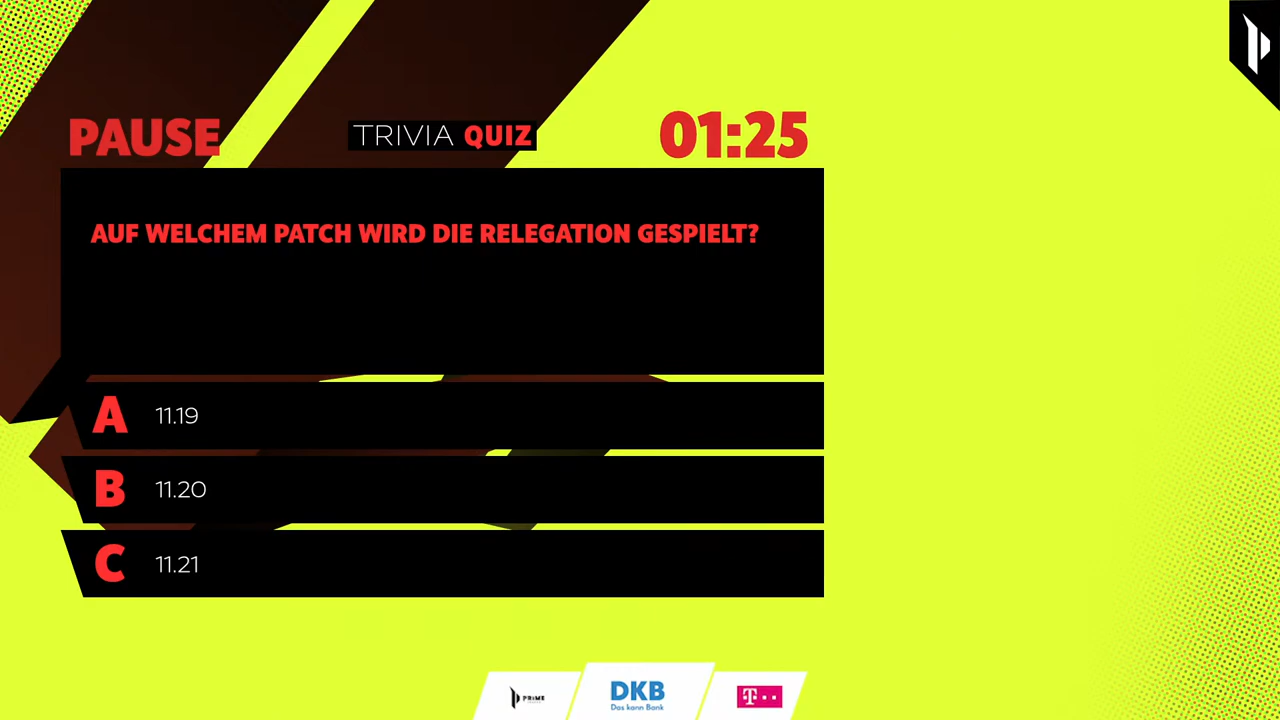 PAUSE
TRIVIA QUIZ
01:25
AUF WELCHEM PATCH WIRD DIE RELEGATION GESPIELT?
A 11.19
B 11.20
C 11.21
PRIME
DKB
Das kann Bank
T